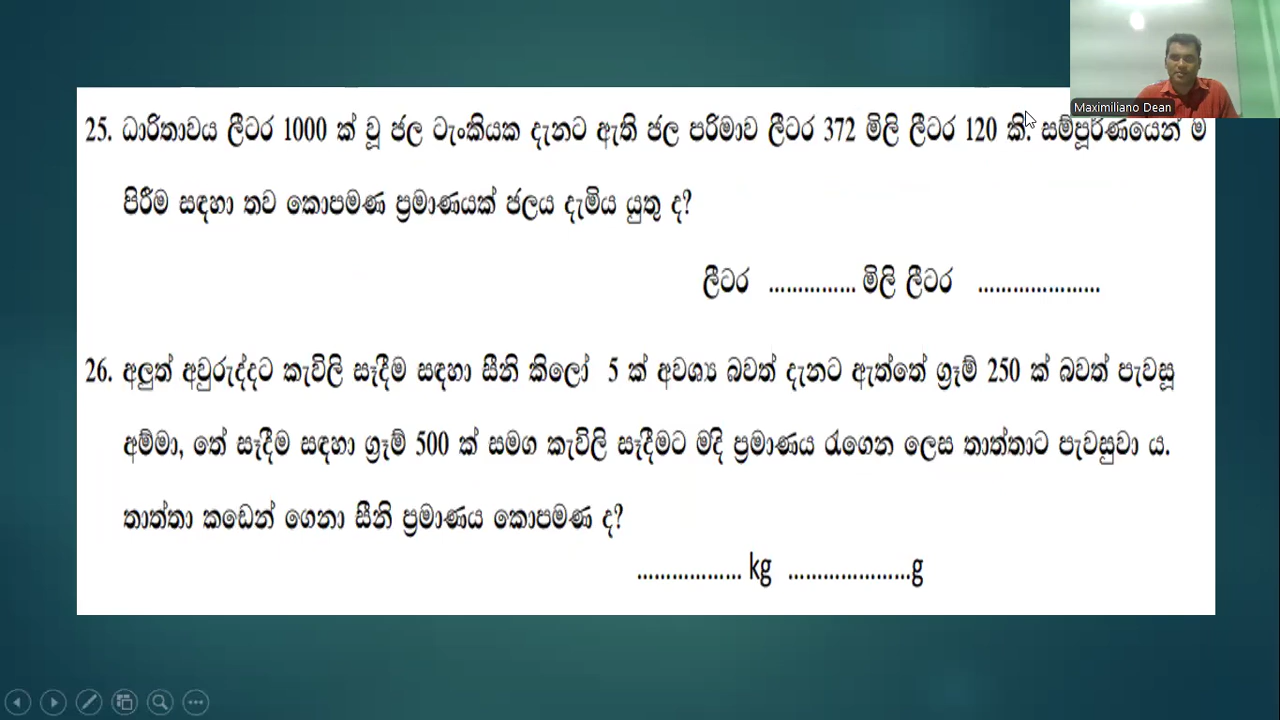 Maximiliano Dean
25. ධාරිතාවය ලීටර 1000 ක් වූ ජල ටැංකියක දැනට ඇති ජල පරිමාව ලීටර 372 මිලි ලීටර 120 කි. සම්පූර්ණයෙන් ම
පිරීම සඳහා තව කොපමණ ප්‍රමාණයක් ජලය දැමිය යුතු ද?
ලීටර ............... මිලි ලීටර .....................
26. අලුත් අවුරුද්දට කැවිලි සෑදීම සඳහා සීනි කිලෝ 5 ක් අවශ්‍ය බවත් දැනට ඇත්තේ ග්‍රෑම් 250 ක් බවත් පැවසූ
අම්මා, තේ සෑදීම සඳහා ග්‍රෑම් 500 ක් සමග කැවිලි සෑදීමට මදි ප්‍රමාණය රැගෙන ලෙස තාත්තාට පැවසුවා ය.
තාත්තා කඩෙන් ගෙනා සීනි ප්‍රමාණය කොපමණ ද?
.................. kg .....................g